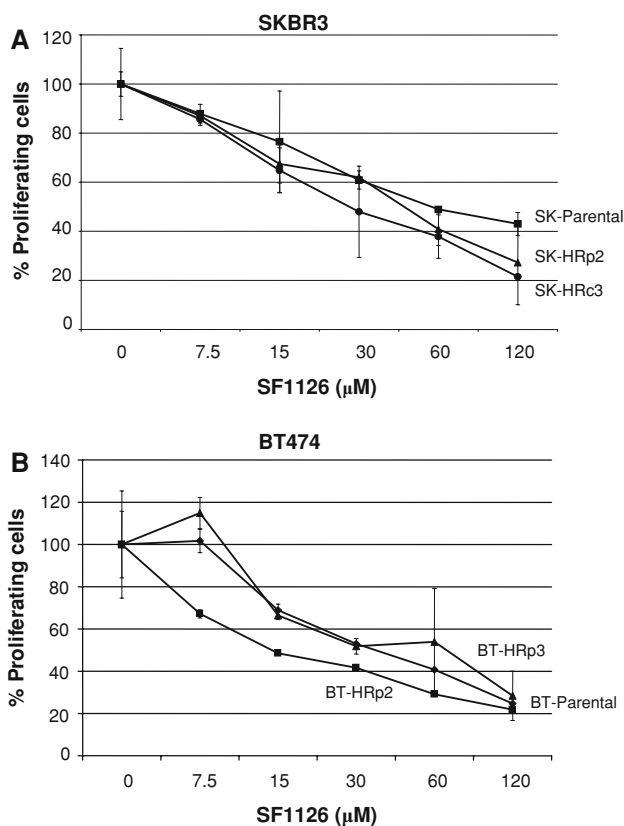 A
SKBR3
120
100
80
60
40
20
0
% Proliferating cells
SK-Parental
SK-HRp2
SK-HRc3
0 7.5 15 30 60 120
SF1126 (µM)
B
BT474
140
120
100
80
60
40
20
0
% Proliferating cells
BT-HRp3
BT-HRp2
BT-Parental
0 7.5 15 30 60 120
SF1126 (µM)